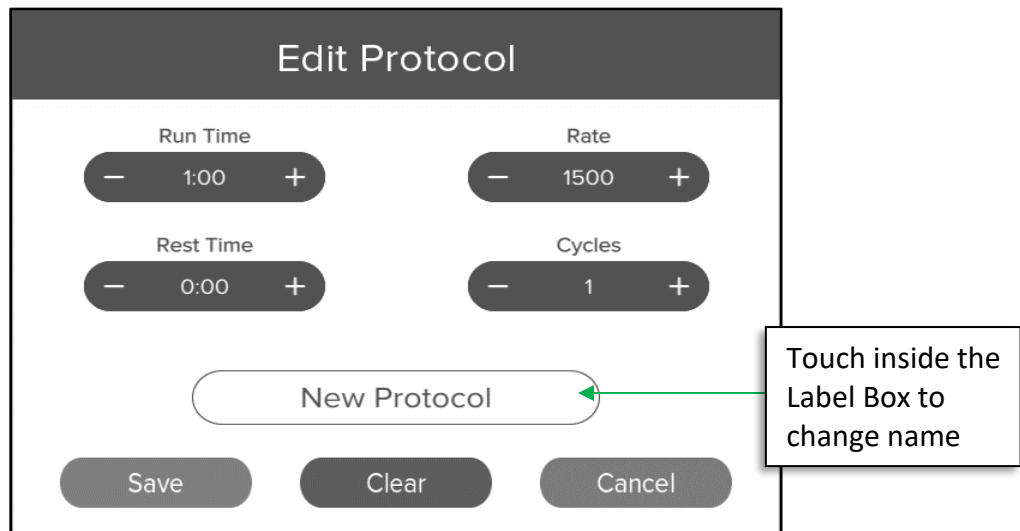 Edit Protocol
Run Time
Rate
− 1:00 +
− 1500 +
Rest Time
Cycles
− 0:00 +
− 1 +
New Protocol
Touch inside the
Label Box to
change name
Save
Clear
Cancel